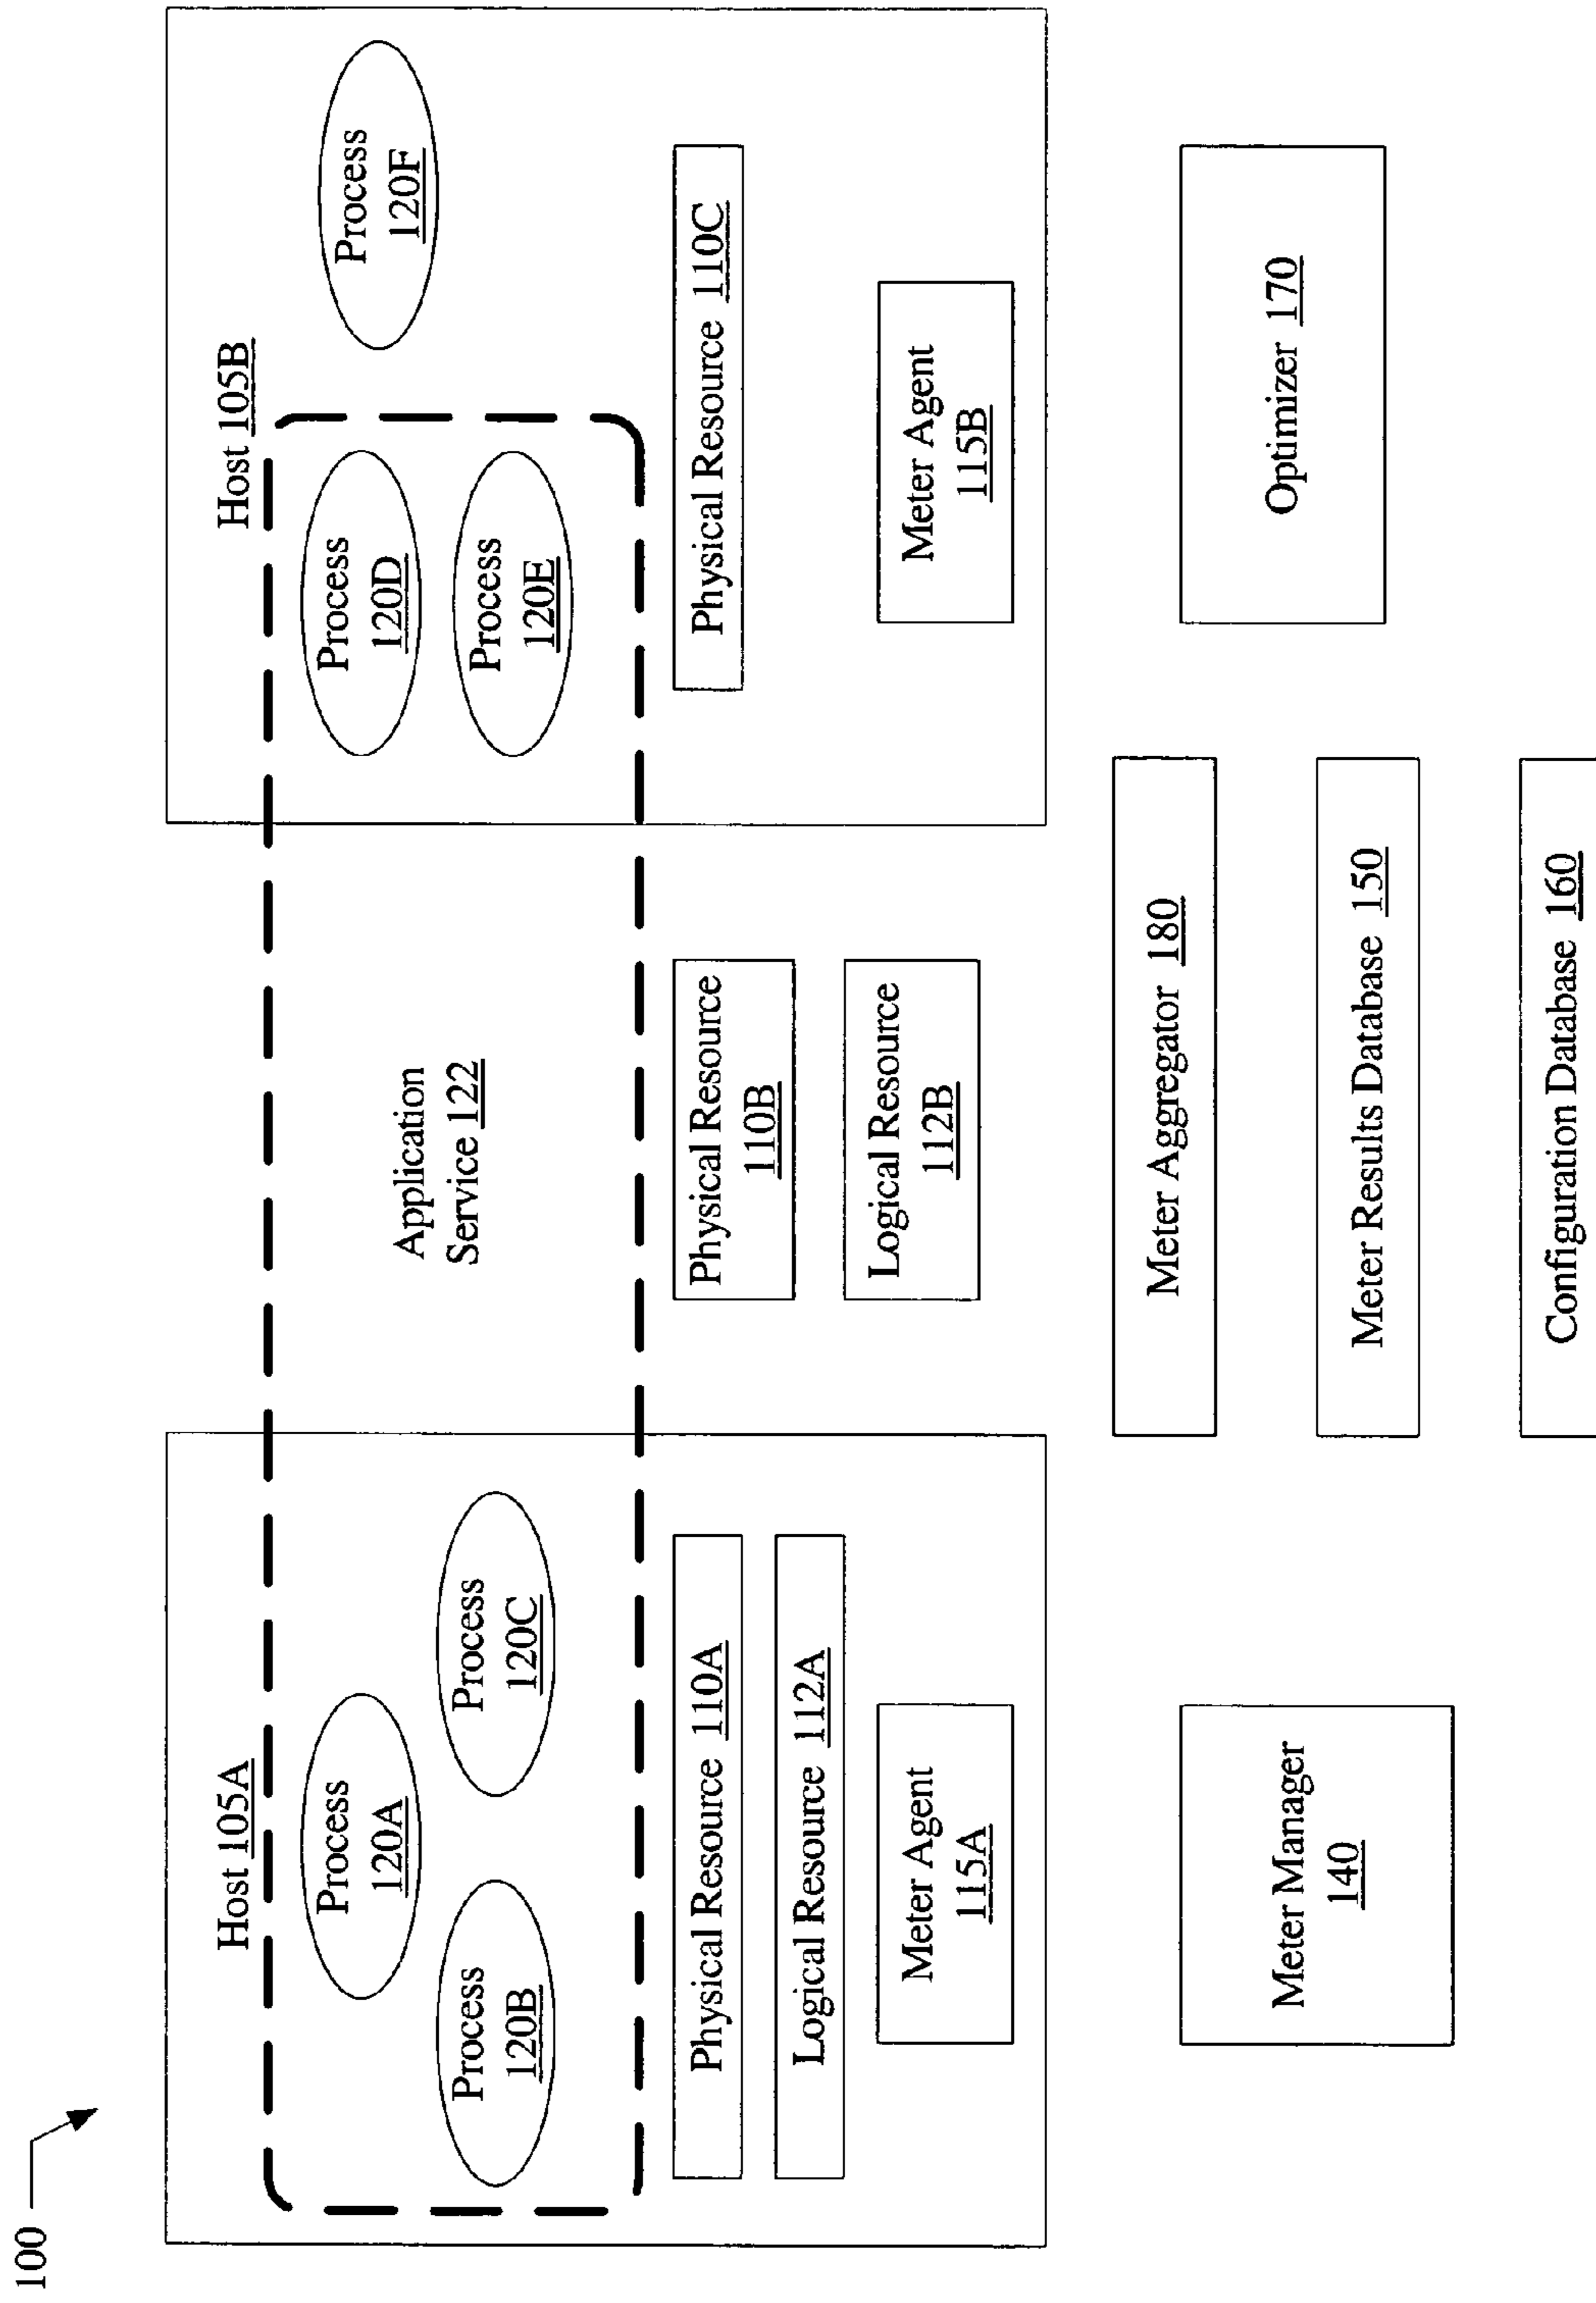 100
Host 105A
Process
120A
Process
120B
Process
120C
Physical Resource 110A
Logical Resource 112A
Meter Agent
115A
Application
Service 122
Physical Resource
110B
Logical Resource
112B
Host 105B
Process
120D
Process
120E
Process
120F
Physical Resource 110C
Meter Agent
115B
Meter Manager
140
Meter Aggregator 180
Meter Results Database 150
Configuration Database 160
Optimizer 170